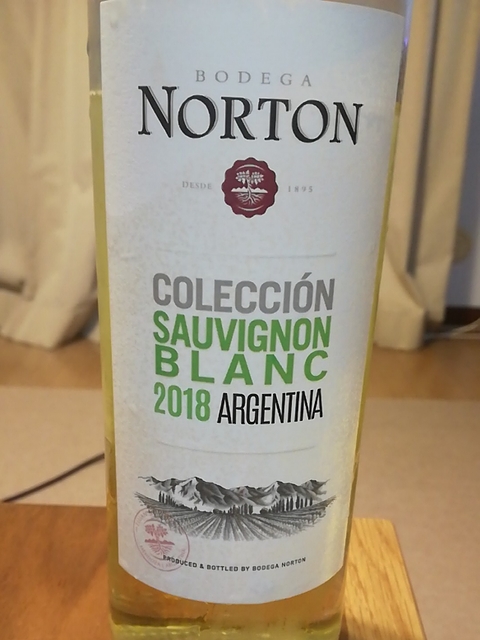 BODEGA
NORTON
DESDE 1895
COLECCIÓN
SAUVIGNON
BLANC
2018 ARGENTINA
PRODUCED & BOTTLED BY BODEGA NORTON